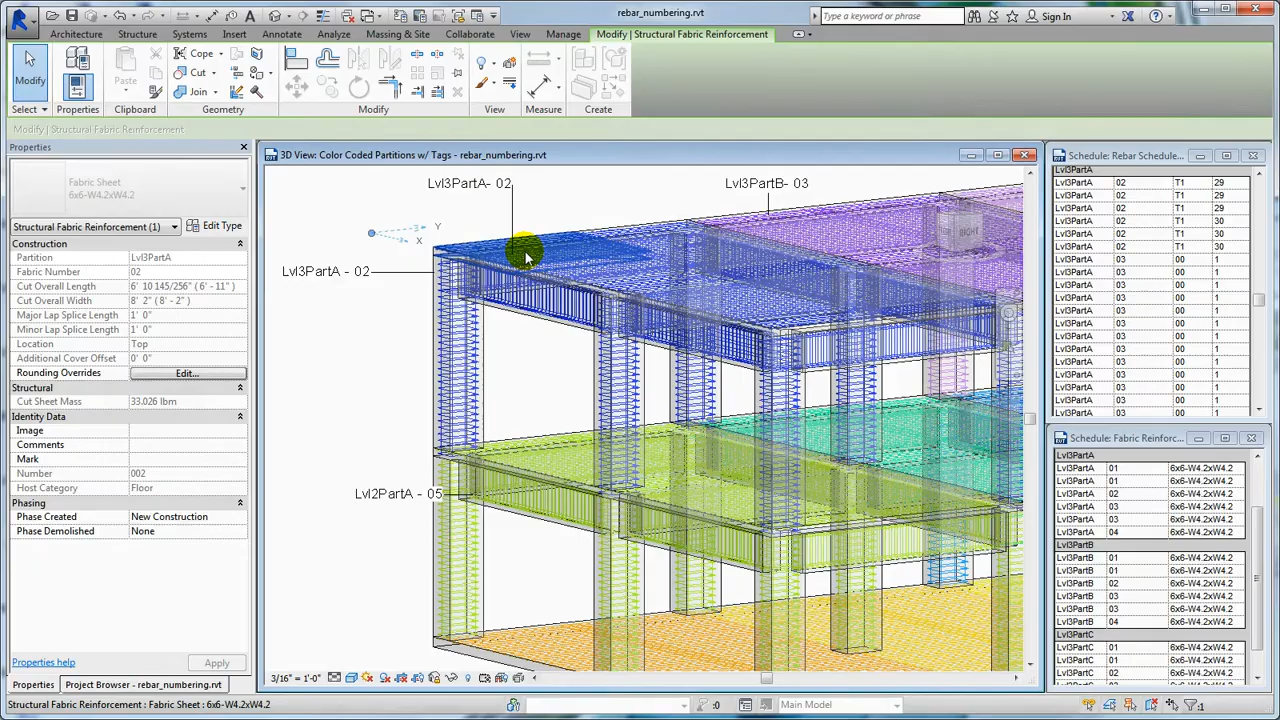 rebar_numbering.rvt
Type a keyword or phrase
Sign In
Architecture
Structure
Systems
Insert
Annotate
Analyze
Massing & Site
Collaborate
View
Manage
Modify | Structural Fabric Reinforcement
Modify
Cope
Cut
Join
Paste
Select
Properties
Clipboard
Geometry
Modify
View
Measure
Create
Modify | Structural Fabric Reinforcement
Properties
Fabric Sheet
6x6-W4.2xW4.2
Structural Fabric Reinforcement (1)
Edit Type
Construction
Partition Lvl3PartA
Fabric Number 02
Cut Overall Length 6' 10 145/256" ( 6' - 11" )
Cut Overall Width 8' 2" ( 8' - 2" )
Major Lap Splice Length 1' 0"
Minor Lap Splice Length 1' 0"
Location Top
Additional Cover Offset 0' 0"
Rounding Overrides Edit...
Structural
Cut Sheet Mass 33.026 lbm
Identity Data
Image
Comments
Mark
Number 002
Host Category Floor
Phasing
Phase Created New Construction
Phase Demolished None
Properties help
Apply
Properties
Project Browser - rebar_numbering.rvt
3D View: Color Coded Partitions w/ Tags - rebar_numbering.rvt
Lvl3PartA- 02
Lvl3PartB- 03
Y
X
RIGHT
Lvl3PartA - 02
Lvl2PartA - 05
3/16" = 1'-0"
Schedule: Rebar Schedule...
Lvl3PartA
Lvl3PartA 02 T1 29
Lvl3PartA 02 T1 29
Lvl3PartA 02 T1 29
Lvl3PartA 02 T1 30
Lvl3PartA 02 T1 30
Lvl3PartA 02 T1 30
Lvl3PartA 03 00 1
Lvl3PartA 03 00 1
Lvl3PartA 03 00 1
Lvl3PartA 03 00 1
Lvl3PartA 03 00 1
Lvl3PartA 03 00 1
Lvl3PartA 03 00 1
Lvl3PartA 03 00 1
Lvl3PartA 03 00 1
Lvl3PartA 03 00 1
Lvl3PartA 03 00 1
Lvl3PartA 03 00 1
Lvl3PartA 03 00 1
Schedule: Fabric Reinforc...
Lvl3PartA
Lvl3PartA 01 6x6-W4.2xW4.2
Lvl3PartA 01 6x6-W4.2xW4.2
Lvl3PartA 02 6x6-W4.2xW4.2
Lvl3PartA 03 6x6-W4.2xW4.2
Lvl3PartA 03 6x6-W4.2xW4.2
Lvl3PartA 04 6x6-W4.2xW4.2
Lvl3PartB
Lvl3PartB 01 6x6-W4.2xW4.2
Lvl3PartB 01 6x6-W4.2xW4.2
Lvl3PartB 02 6x6-W4.2xW4.2
Lvl3PartB 03 6x6-W4.2xW4.2
Lvl3PartB 03 6x6-W4.2xW4.2
Lvl3PartB 04 6x6-W4.2xW4.2
Lvl3PartC
Lvl3PartC 01 6x6-W4.2xW4.2
Lvl3PartC 01 6x6-W4.2xW4.2
Lvl3PartC 02 6x6-W4.2xW4.2
Lvl3PartC 03 6x6-W4.2xW4.2
Structural Fabric Reinforcement : Fabric Sheet : 6x6-W4.2xW4.2
:0
Main Model
:1